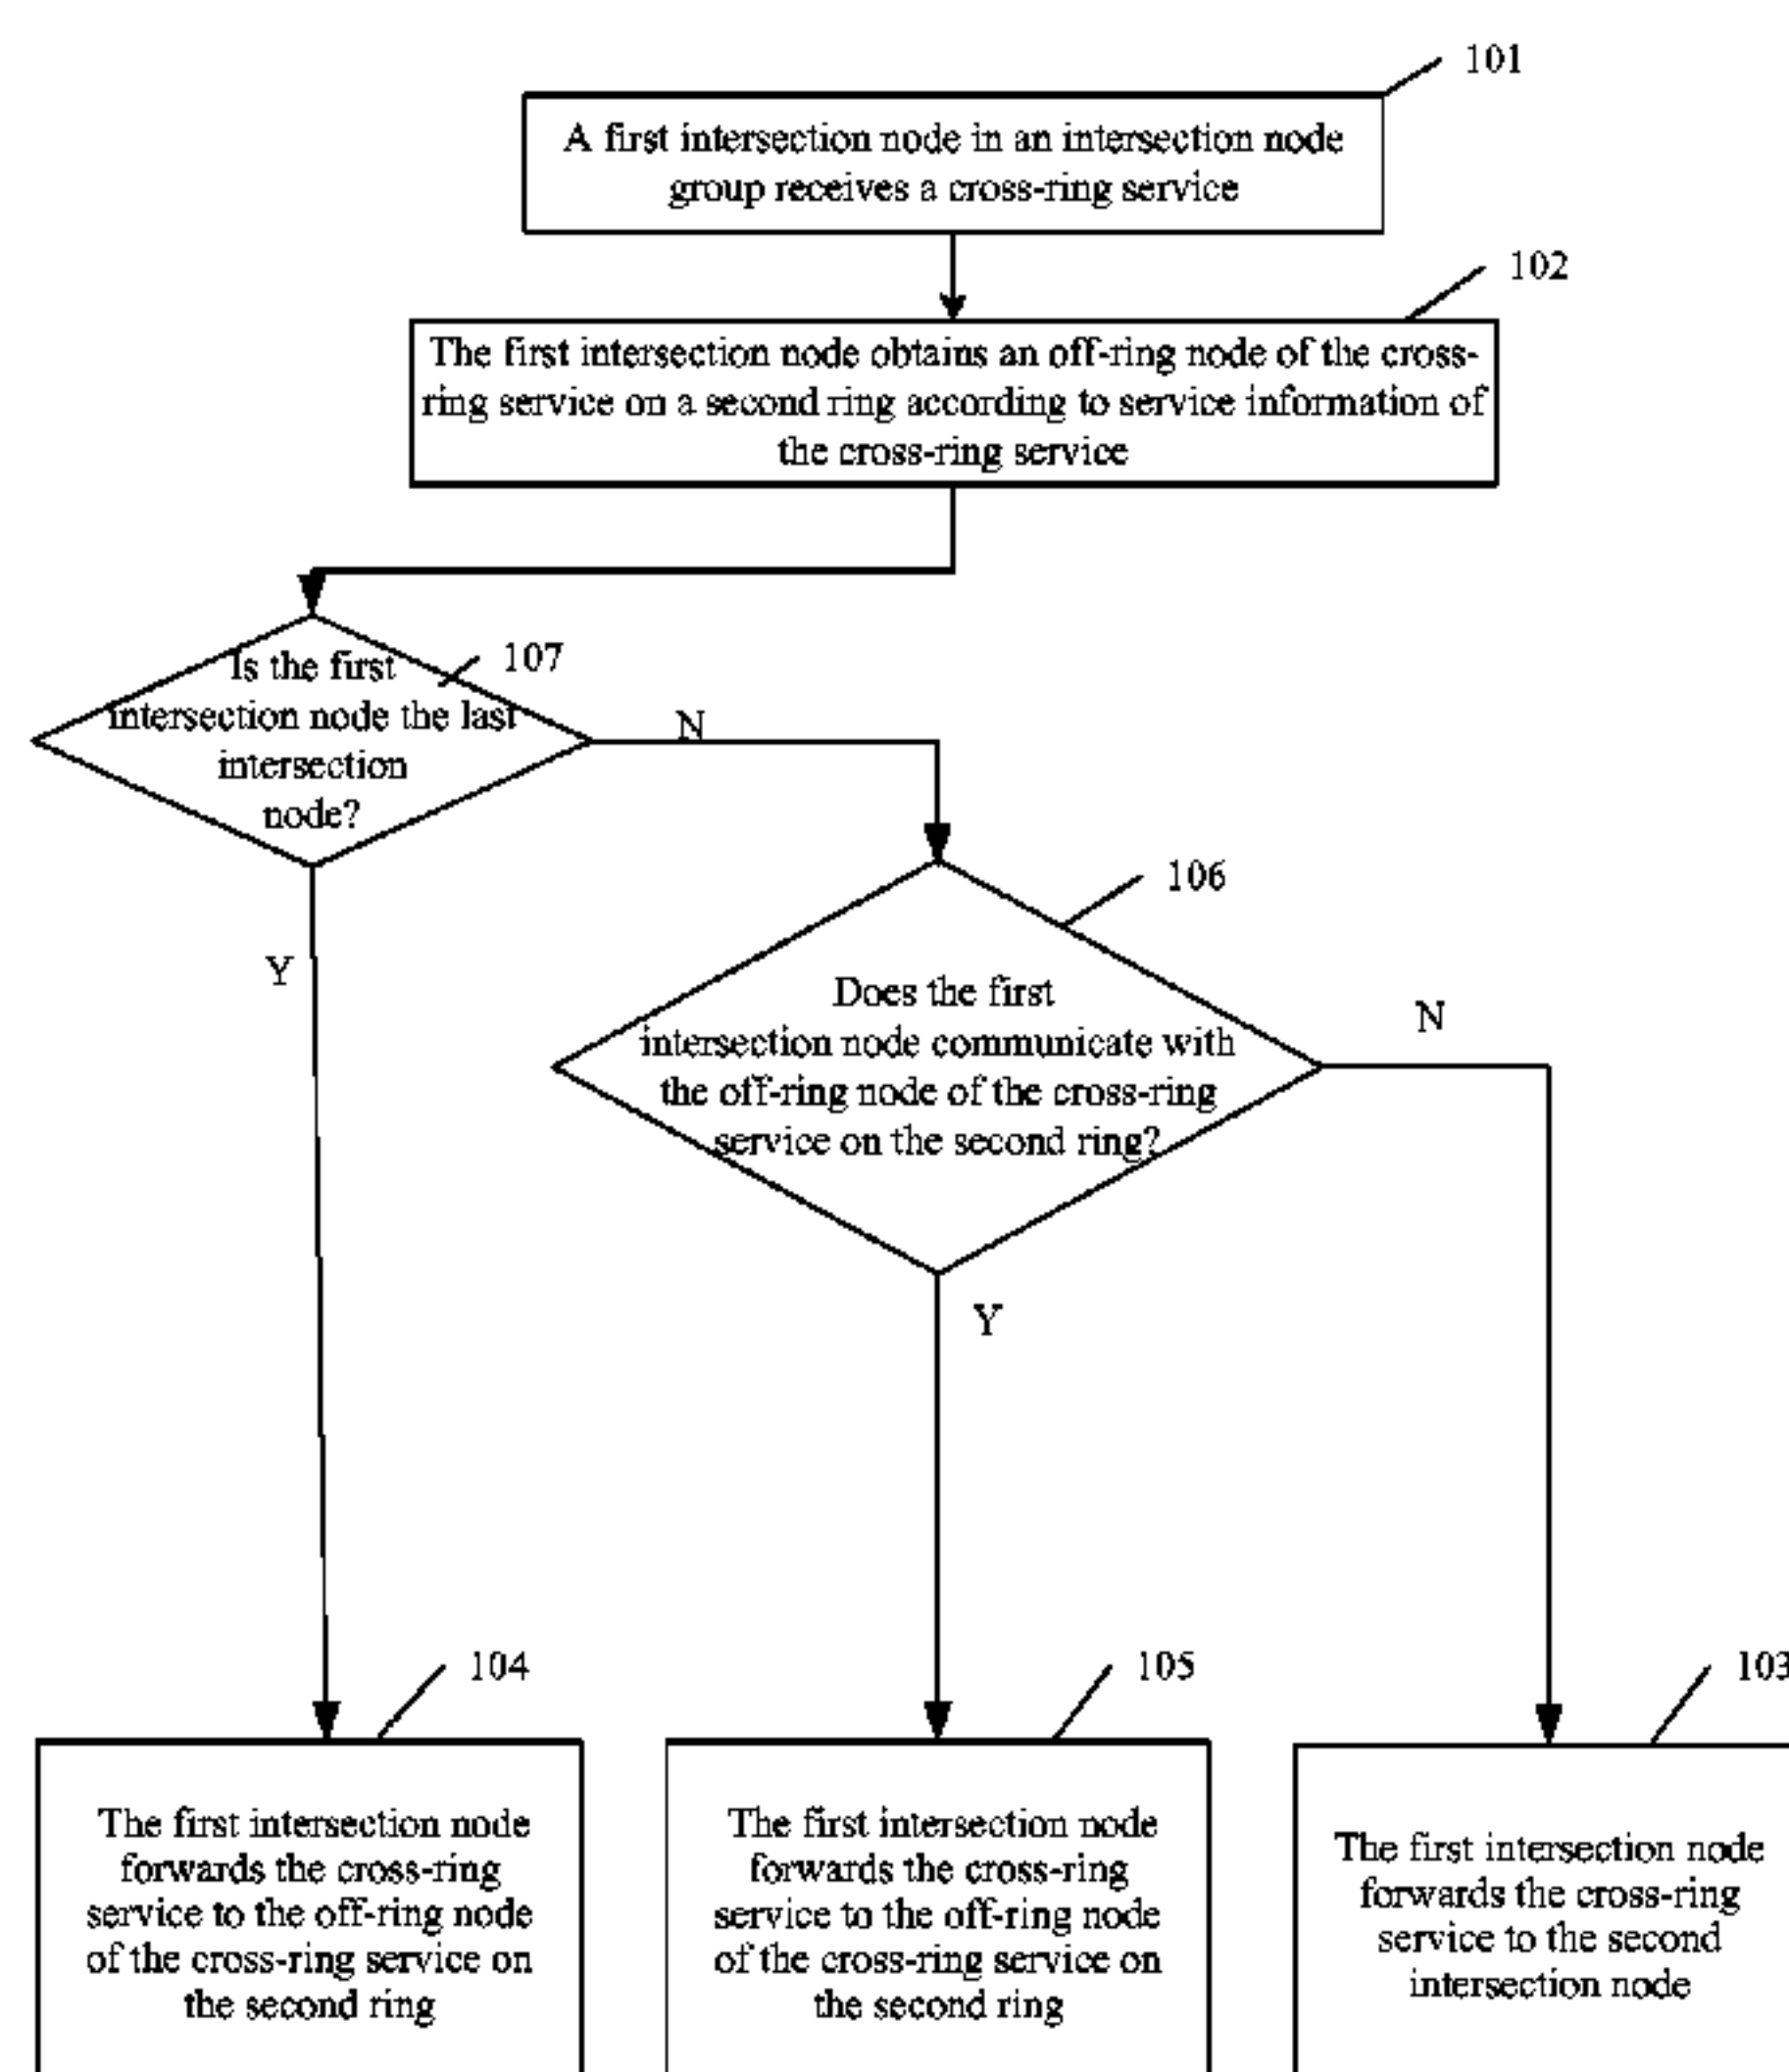 101
A first intersection node in an intersection node
group receives a cross-ring service
102
The first intersection node obtains an off-ring node of the cross-
ring service on a second ring according to service information of
the cross-ring service
107
Is the first
intersection node the last
intersection
node?
N
Y
106
Does the first
intersection node communicate with
the off-ring node of the cross-ring
service on the second ring?
N
Y
104
The first intersection node
forwards the cross-ring
service to the off-ring node
of the cross-ring service on
the second ring
105
The first intersection node
forwards the cross-ring
service to the off-ring node
of the cross-ring service on
the second ring
103
The first intersection node
forwards the cross-ring
service to the second
intersection node